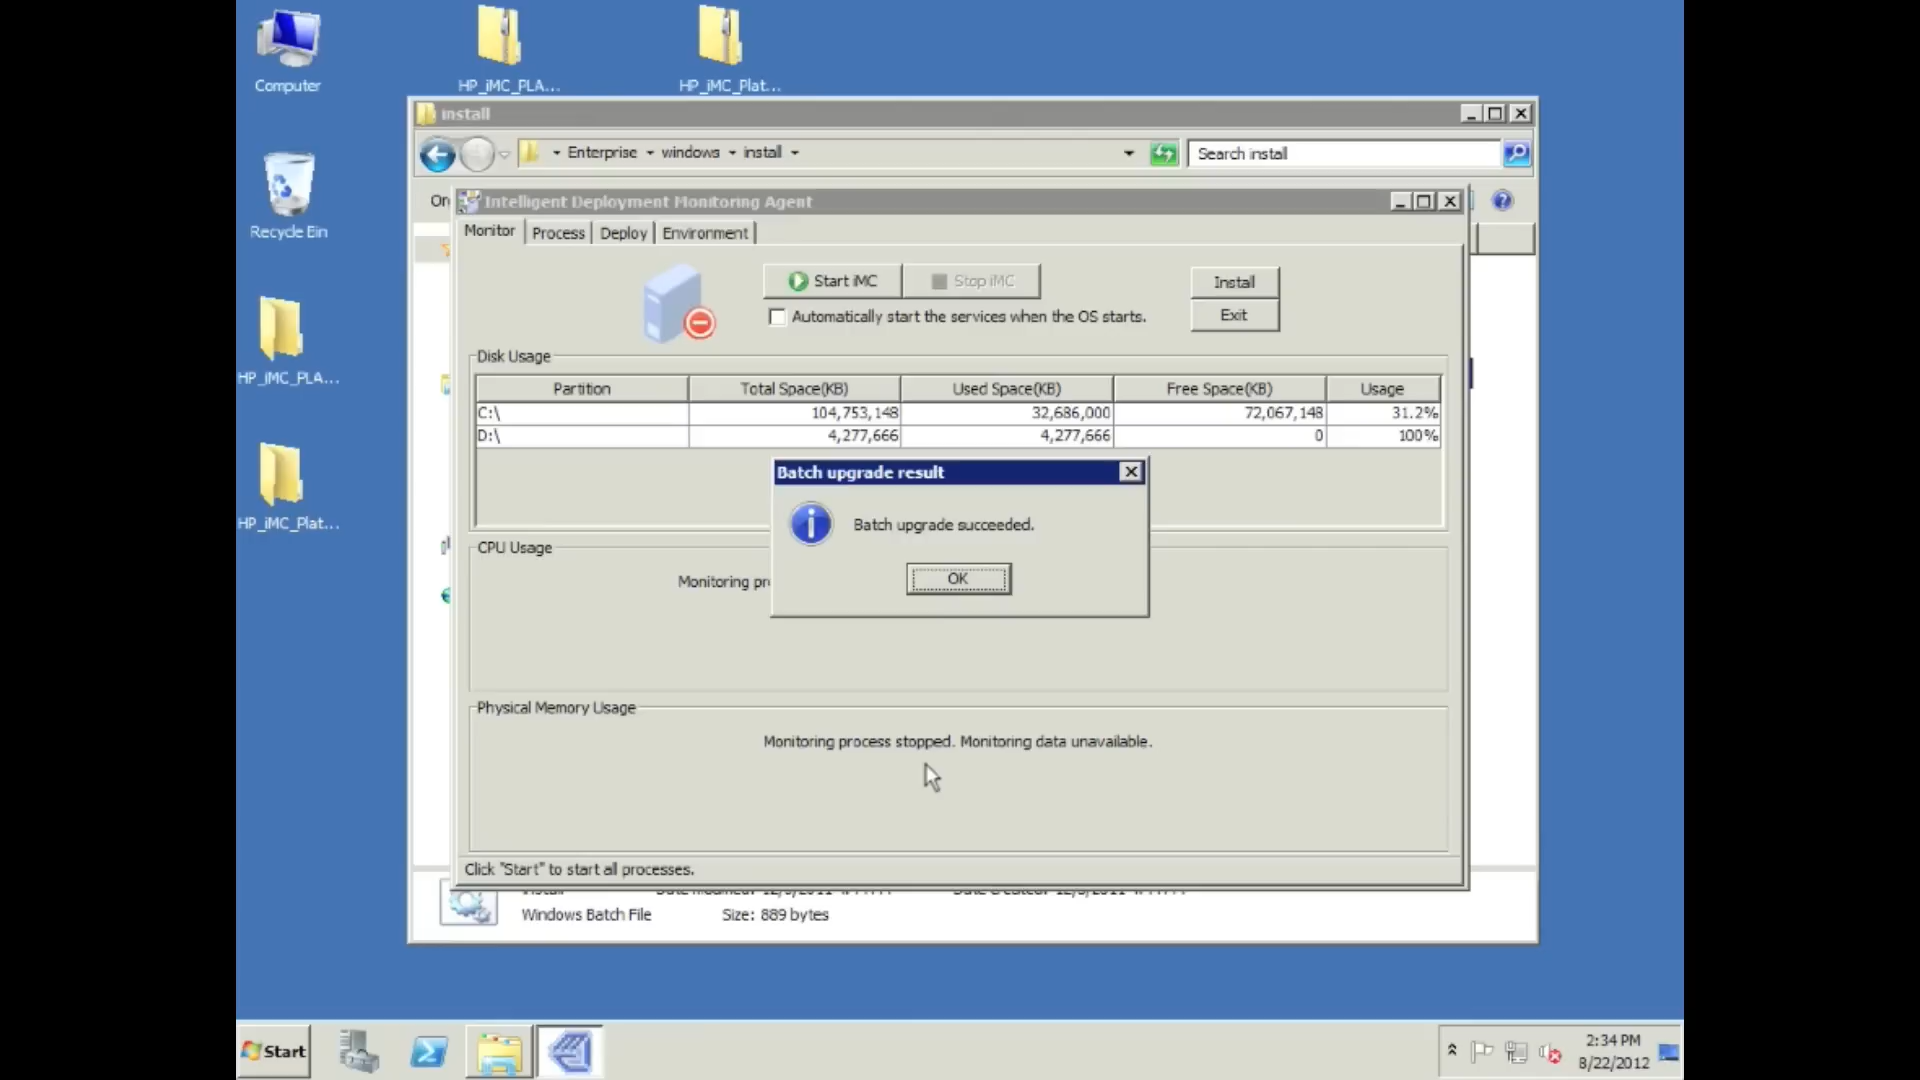 Computer
HP_iMC_PLA...
HP_iMC_Plat...
Recycle Bin
HP_iMC_PLA...
HP_iMC_Plat...
install
Enterprise
windows
install
Search install
Intelligent Deployment Monitoring Agent
Monitor
Process
Deploy
Environment
Start iMC
Stop iMC
Install
Automatically start the services when the OS starts.
Exit
Disk Usage
Partition Total Space(KB) Used Space(KB) Free Space(KB) Usage
C:\ 104,753,148 32,686,000 72,067,148 31.2%
D:\ 4,277,666 4,277,666 0 100%
Batch upgrade result
Batch upgrade succeeded.
OK
CPU Usage
Monitoring pr
Physical Memory Usage
Monitoring process stopped. Monitoring data unavailable.
Click "Start" to start all processes.
Windows Batch File Size: 889 bytes
Start
2:34 PM
8/22/2012